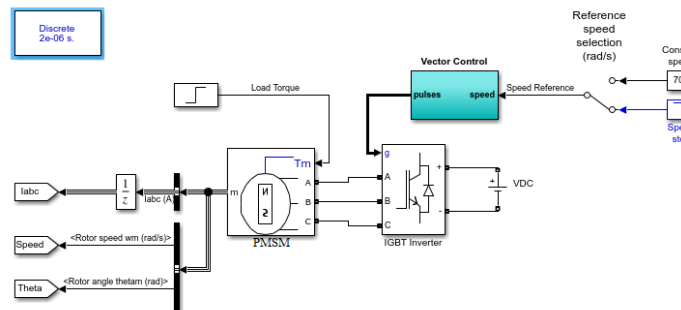 Discrete
2e-06 s.
Reference
speed
selection
(rad/s)
Vector Control
pulses
speed
Speed Reference
70
Load Torque
g
Tm
m
A
B
C
A
B
C
+
-
+
VDC
N
S
PMSM
IGBT Inverter
Iabc
1
z
Iabc (A)
Speed
<Rotor speed wm (rad/s)>
Theta
<Rotor angle thetam (rad)>